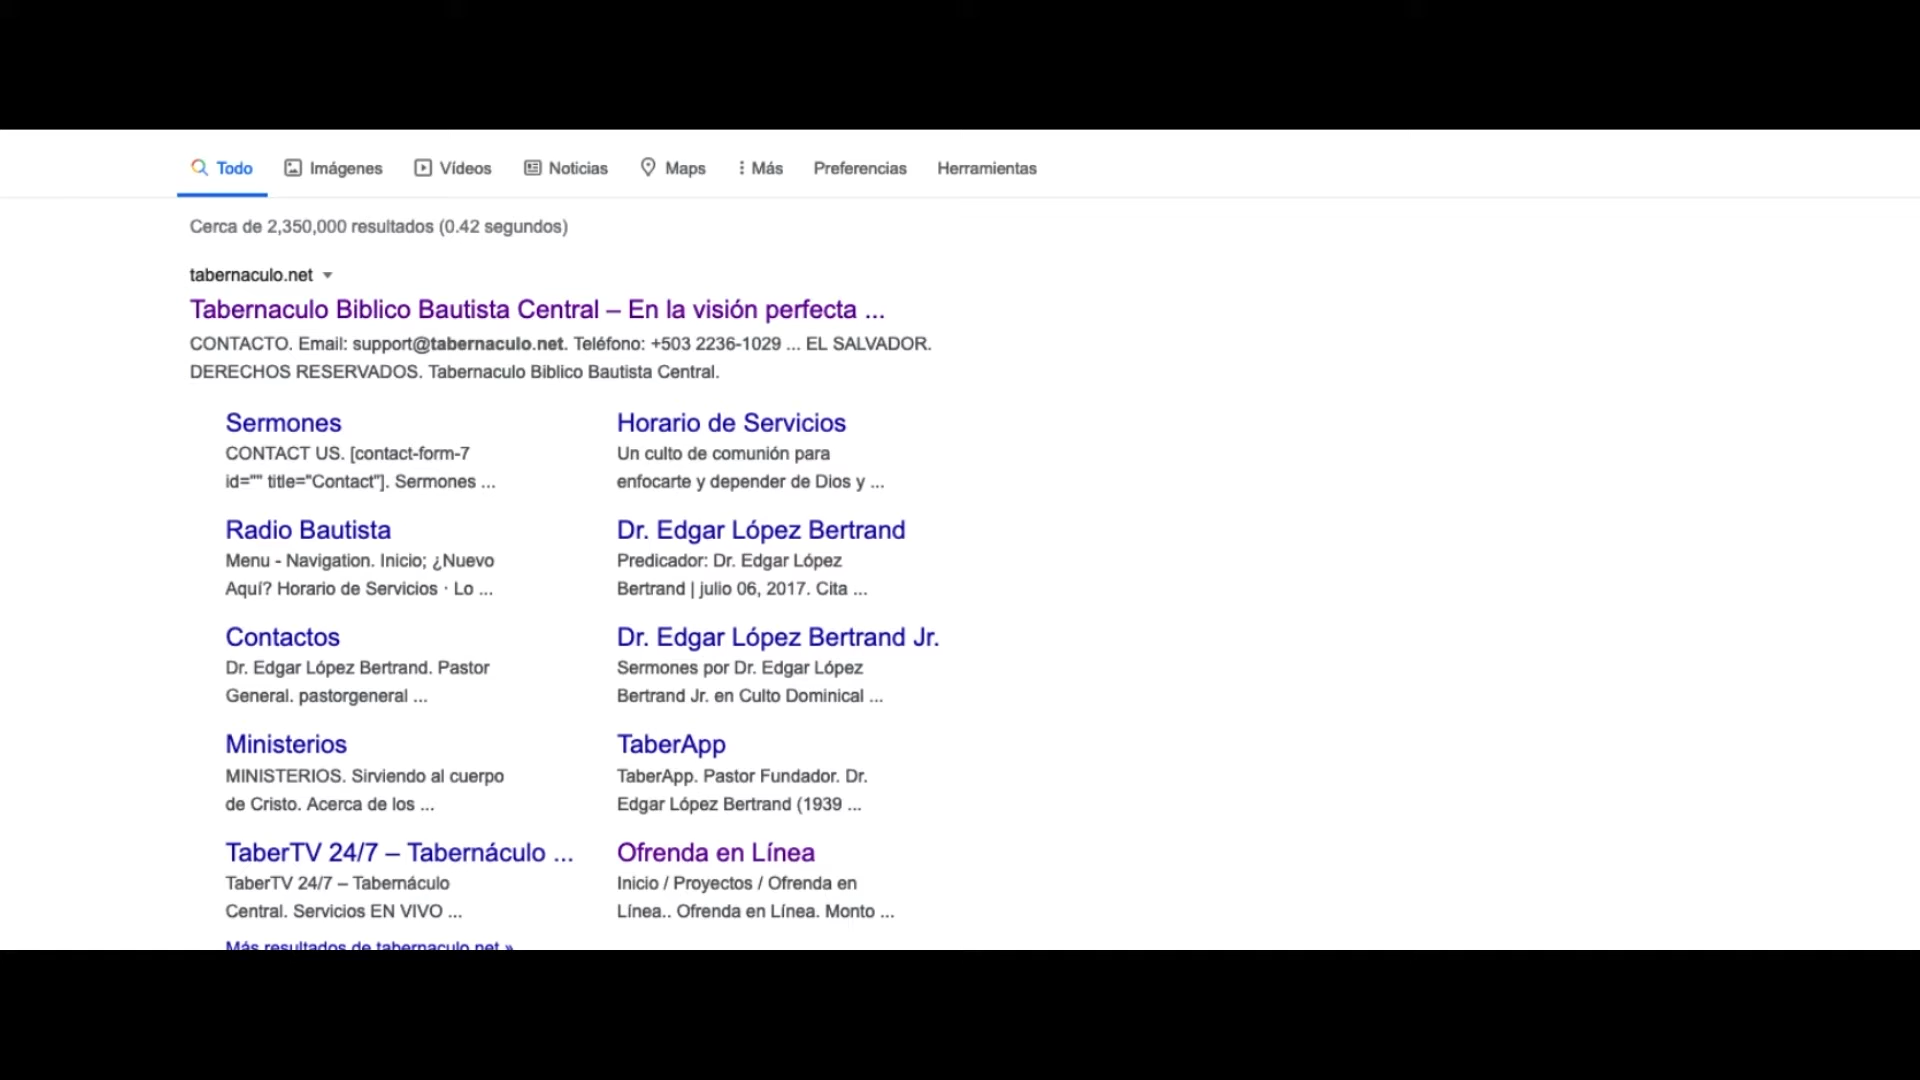 Todo Imágenes Vídeos Noticias Maps Más Preferencias Herramientas
Cerca de 2,350,000 resultados (0.42 segundos)
tabernaculo.net
Tabernaculo Biblico Bautista Central – En la visión perfecta ...
CONTACTO. Email: support@tabernaculo.net. Teléfono: +503 2236-1029 ... EL SALVADOR.
DERECHOS RESERVADOS. Tabernaculo Biblico Bautista Central.
Sermones
CONTACT US. [contact-form-7
id="" title="Contact"]. Sermones ...
Horario de Servicios
Un culto de comunión para
enfocarte y depender de Dios y ...
Radio Bautista
Menu - Navigation. Inicio; ¿Nuevo
Aquí? Horario de Servicios · Lo ...
Dr. Edgar López Bertrand
Predicador: Dr. Edgar López
Bertrand | julio 06, 2017. Cita ...
Contactos
Dr. Edgar López Bertrand. Pastor
General. pastorgeneral ...
Dr. Edgar López Bertrand Jr.
Sermones por Dr. Edgar López
Bertrand Jr. en Culto Dominical ...
Ministerios
MINISTERIOS. Sirviendo al cuerpo
de Cristo. Acerca de los ...
TaberApp
TaberApp. Pastor Fundador. Dr.
Edgar López Bertrand (1939 ...
TaberTV 24/7 – Tabernáculo ...
TaberTV 24/7 – Tabernáculo
Central. Servicios EN VIVO ...
Ofrenda en Línea
Inicio / Proyectos / Ofrenda en
Línea.. Ofrenda en Línea. Monto ...
Más resultados de tabernaculo.net »